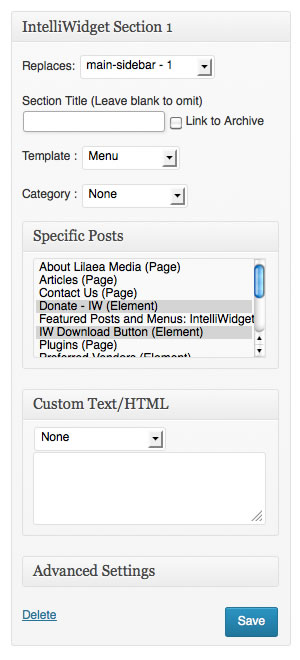 IntelliWidget Section 1
Replaces: main-sidebar - 1
Section Title (Leave blank to omit)
Link to Archive
Template : Menu
Category : None
Specific Posts
About Lilaea Media (Page)
Articles (Page)
Contact Us (Page)
Donate - IW (Element)
Featured Posts and Menus: IntelliWidget
IW Download Button (Element)
Plugins (Page)
Preferred Vendors (Element)
Custom Text/HTML
None
Advanced Settings
Delete
Save